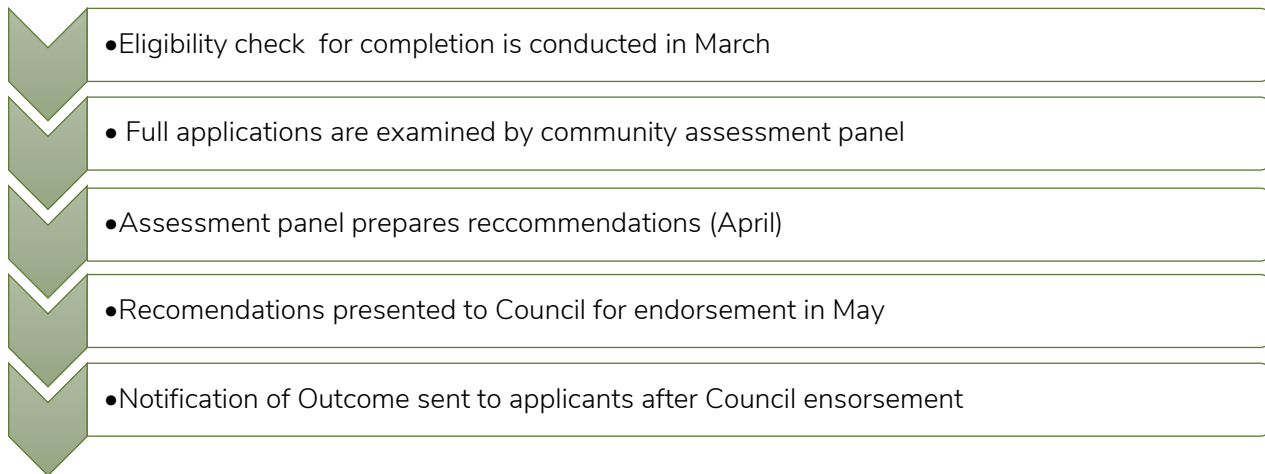 •Eligibility check  for completion is conducted in March
• Full applications are examined by community assessment panel
•Assessment panel prepares reccommendations (April)
•Recomendations presented to Council for endorsement in May
•Notification of Outcome sent to applicants after Council ensorsement